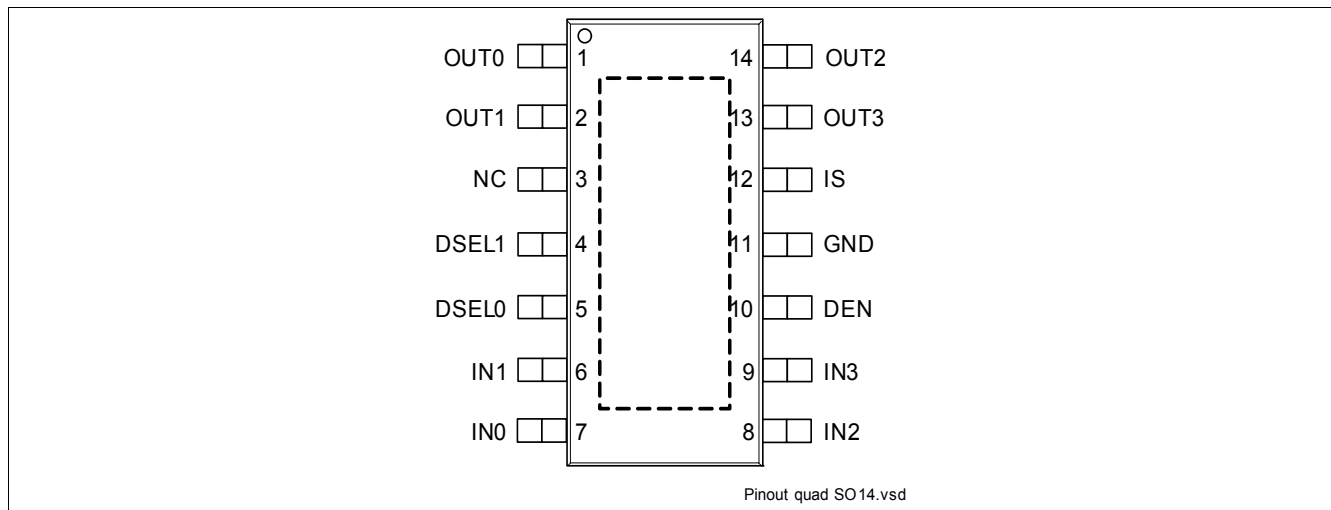 OUT0 1 14 OUT2
OUT1 2 13 OUT3
NC 3 12 IS
DSEL1 4 11 GND
DSEL0 5 10 DEN
IN1 6 9 IN3
IN0 7 8 IN2
Pinout quad SO14.vsd